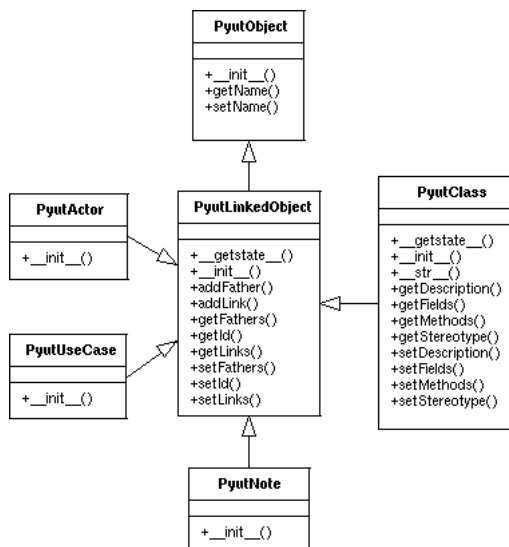 PyutObject
+__init__()
+getName()
+setName()
PyutActor
+__init__()
PyutLinkedObject
+__getstate__()
+__init__()
+addFather()
+addLink()
+getFathers()
+getId()
+getLinks()
+setFathers()
+setId()
+setLinks()
PyutClass
+__getstate__()
+__init__()
+__str__()
+getDescription()
+getFields()
+getMethods()
+getStereotype()
+setDescription()
+setFields()
+setMethods()
+setStereotype()
PyutUseCase
+__init__()
PyutNote
+__init__()